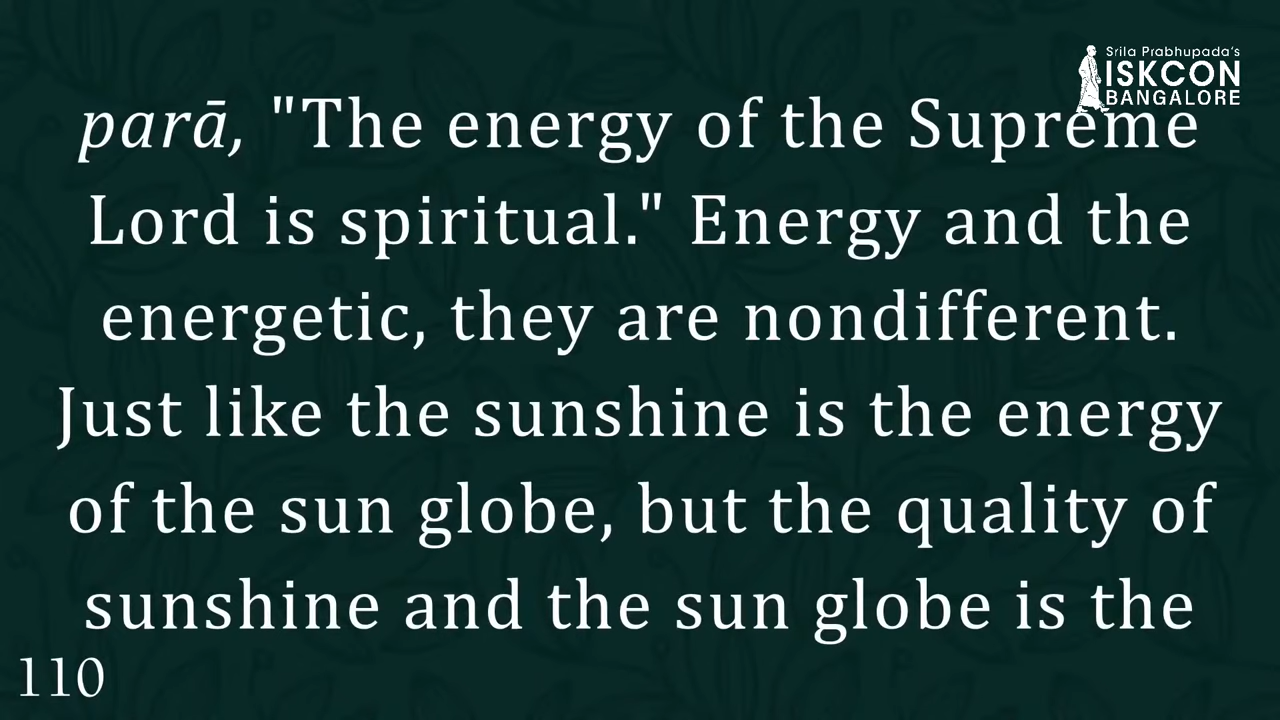 Srila Prabhupada's
ISKCON
BANGALORE
parā, "The energy of the Supreme
Lord is spiritual." Energy and the
energetic, they are nondifferent.
Just like the sunshine is the energy
of the sun globe, but the quality of
sunshine and the sun globe is the
110